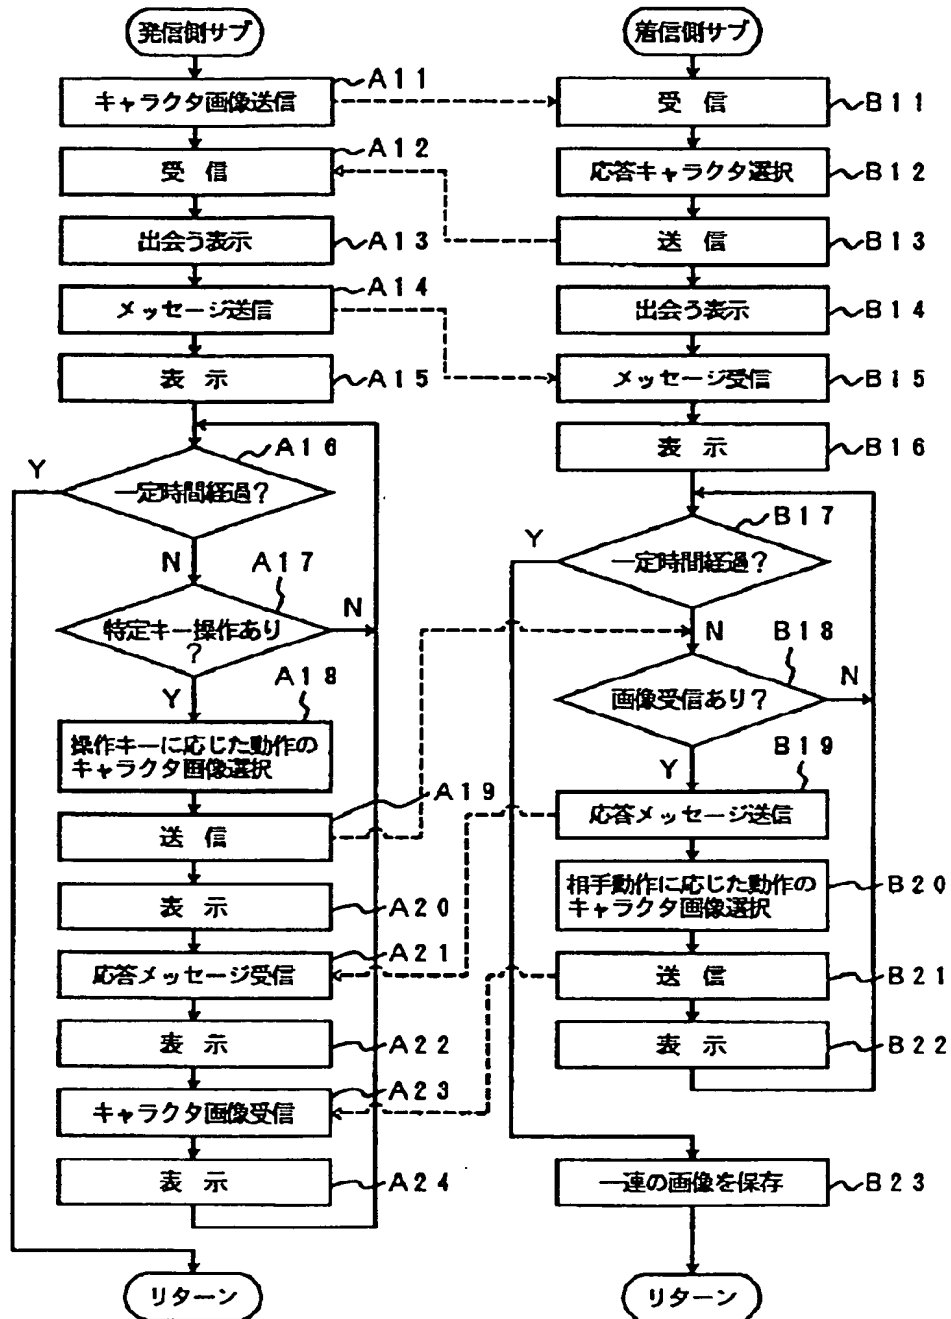 発信側サブ
キャラクタ画像送信
A11
受 信
A12
出会う表示
A13
メッセージ送信
A14
表 示
A15
一定時間経過？
A16
Y
N
特定キー操作あり
？
A17
N
Y
操作キーに応じた動作の
キャラクタ画像選択
A18
送 信
A19
表 示
A20
応答メッセージ受信
A21
表 示
A22
キャラクタ画像受信
A23
表 示
A24
リターン
着信側サブ
受 信
B11
応答キャラクタ選択
B12
送 信
B13
出会う表示
B14
メッセージ受信
B15
表 示
B16
一定時間経過？
B17
Y
N
画像受信あり？
B18
N
Y
応答メッセージ送信
B19
相手動作に応じた動作の
キャラクタ画像選択
B20
送 信
B21
表 示
B22
一連の画像を保存
B23
リターン